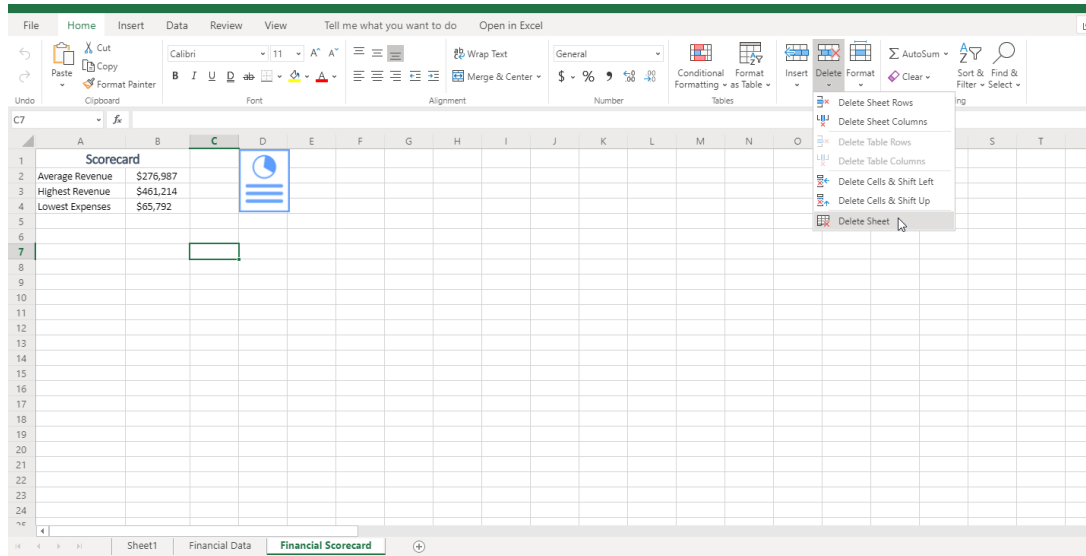 File Home Insert Data Review View Tell me what you want to do Open in Excel
Cut
Copy
Paste
Format Painter
Calibri 11 A^ A˅
B I U D ab A
Wrap Text
Merge & Center
General
$ % 9 .00 .00
Conditional Formatting
Format as Table
Insert Delete Format
AutoSum
Clear
Sort & Filter
Find & Select
Undo Clipboard Font Alignment Number Tables ng
C7 fx
Delete Sheet Rows
Delete Sheet Columns
Delete Table Rows
Delete Table Columns
Delete Cells & Shift Left
Delete Cells & Shift Up
Delete Sheet
A B C D E F G H I J K L M N O S T
1 Scorecard
2 Average Revenue $276,987
3 Highest Revenue $461,214
4 Lowest Expenses $65,792
5
6
7
8
9
10
11
12
13
14
15
16
17
18
19
20
21
22
23
24
25
Sheet1 Financial Data Financial Scorecard